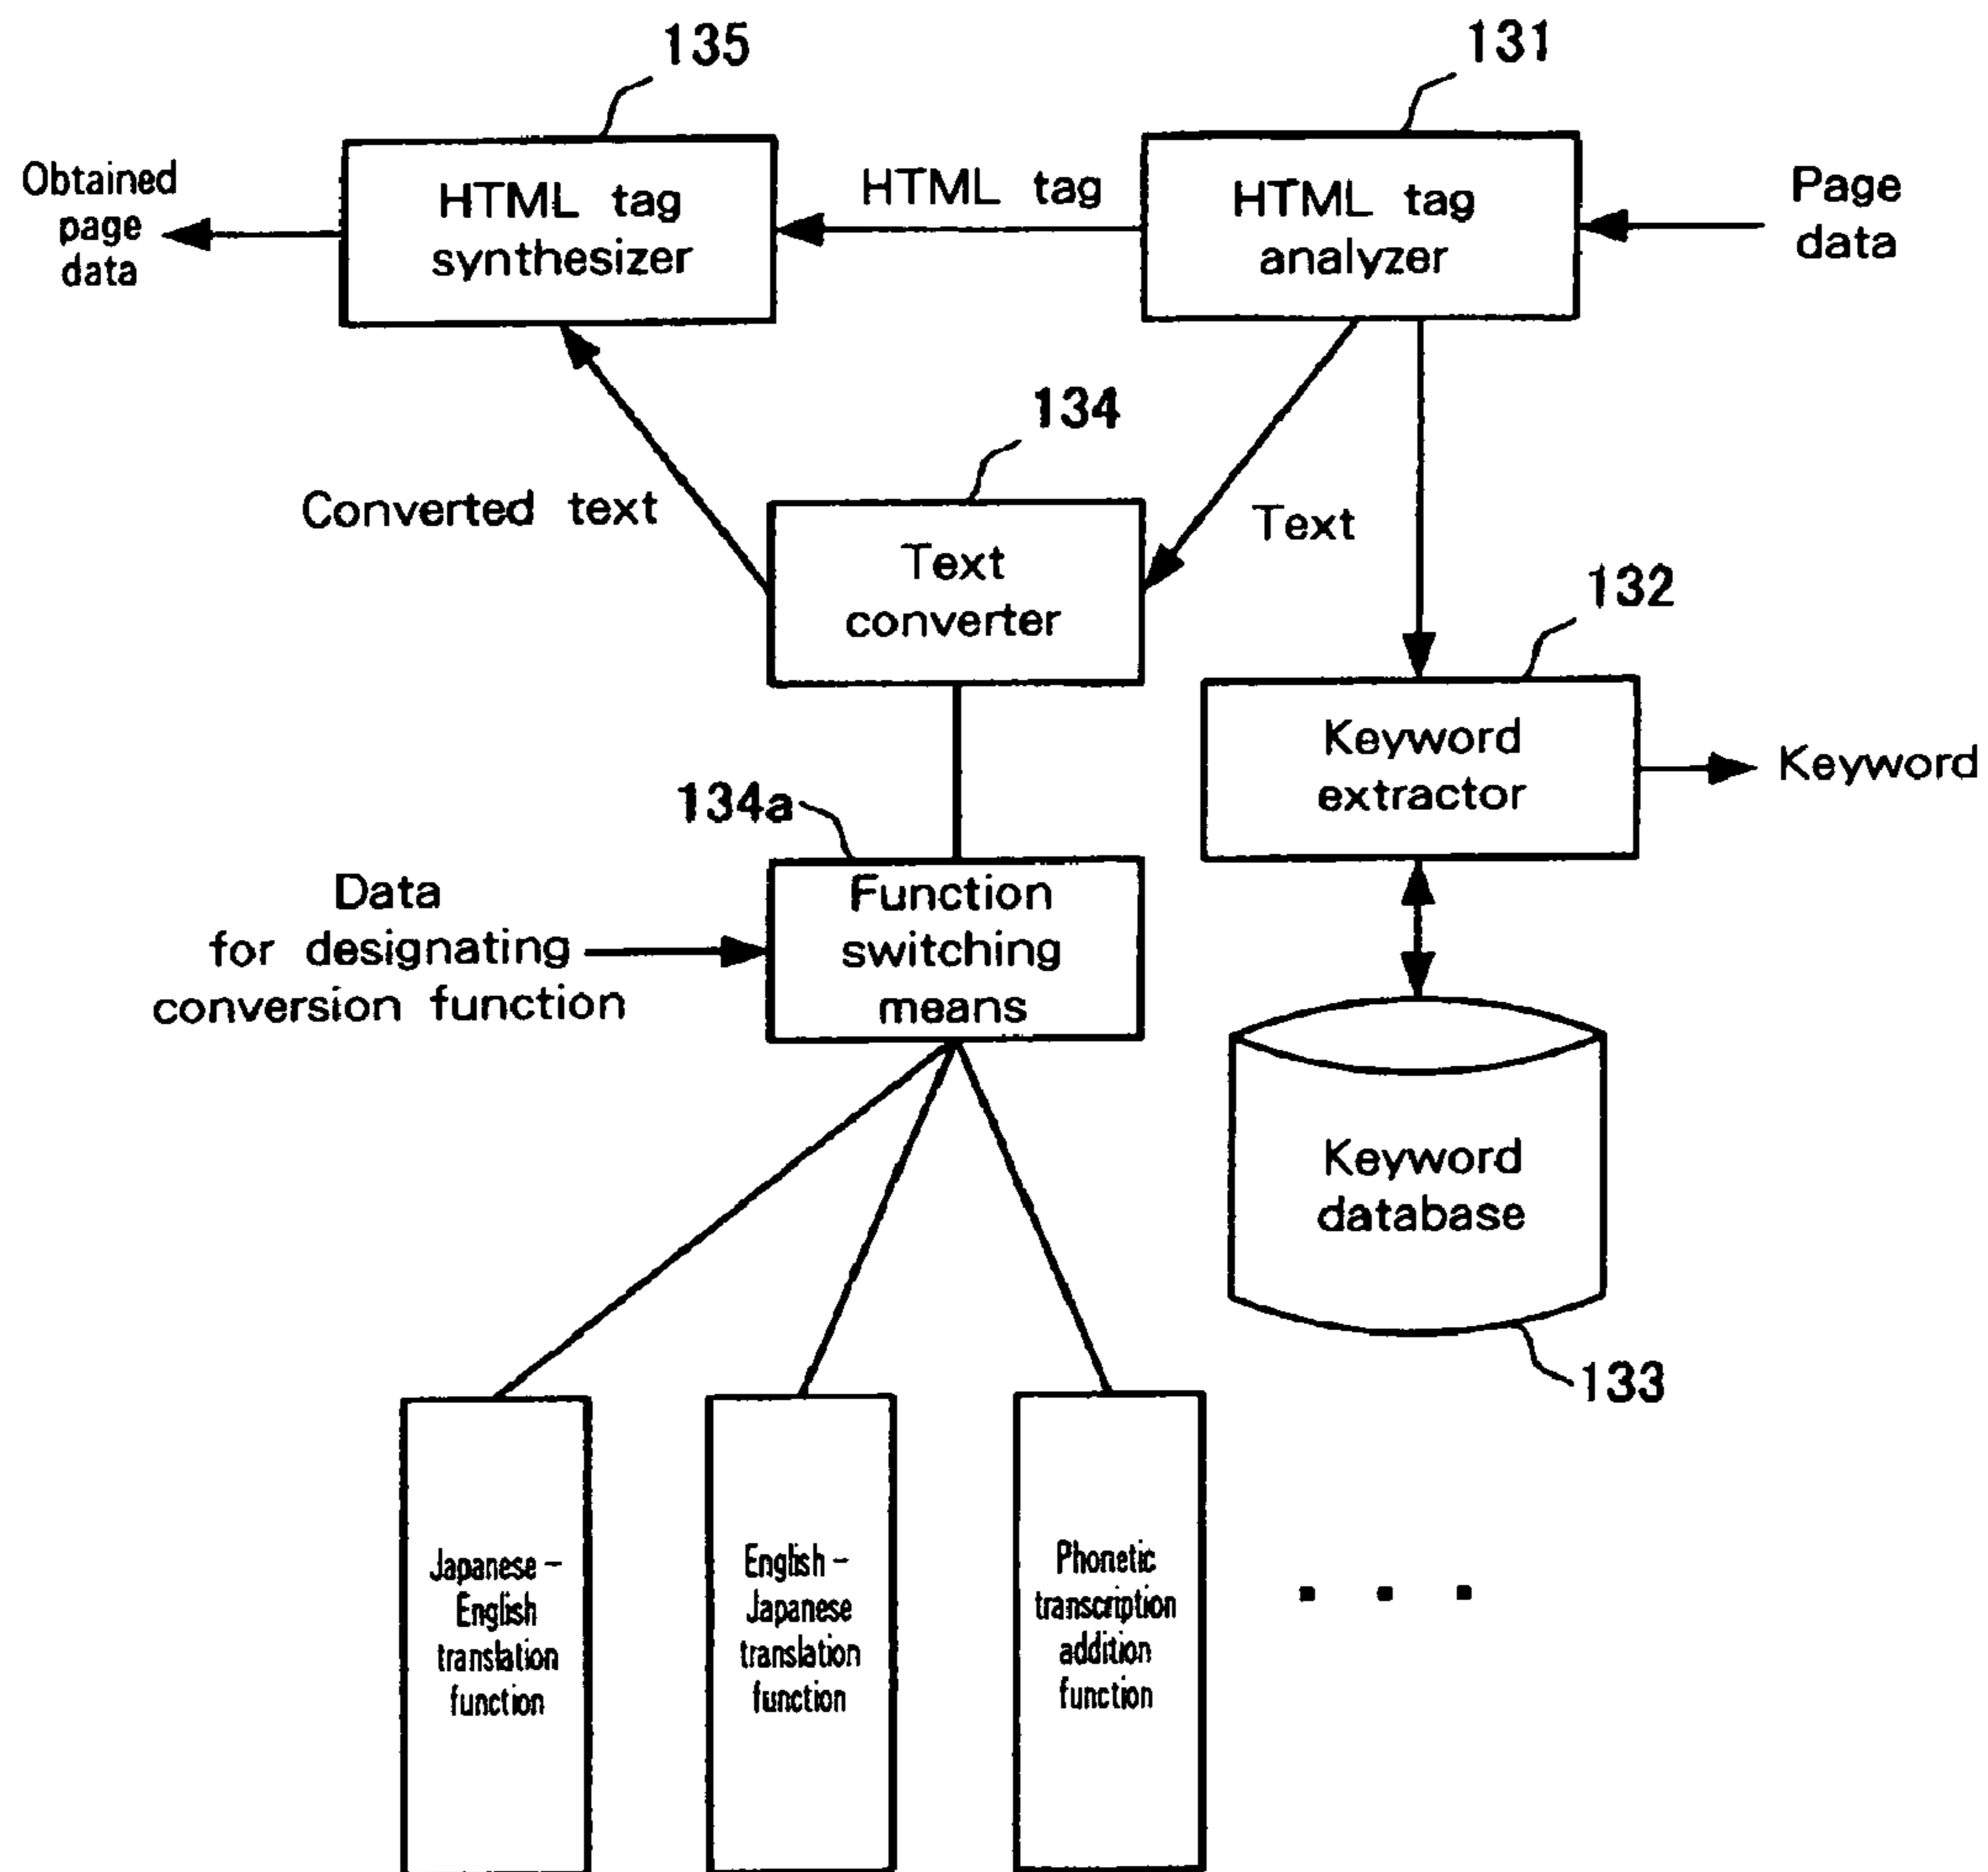 135
131
Obtained
page
data
HTML tag
synthesizer
HTML tag
HTML tag
analyzer
Page
data
134
Converted text
Text
converter
Text
132
Keyword
extractor
Keyword
134a
Data
for designating
conversion function
Function
switching
means
Keyword
database
133
Japanese –
English
translation
function
English –
Japanese
translation
function
Phonetic
transcription
addition
function
. . .